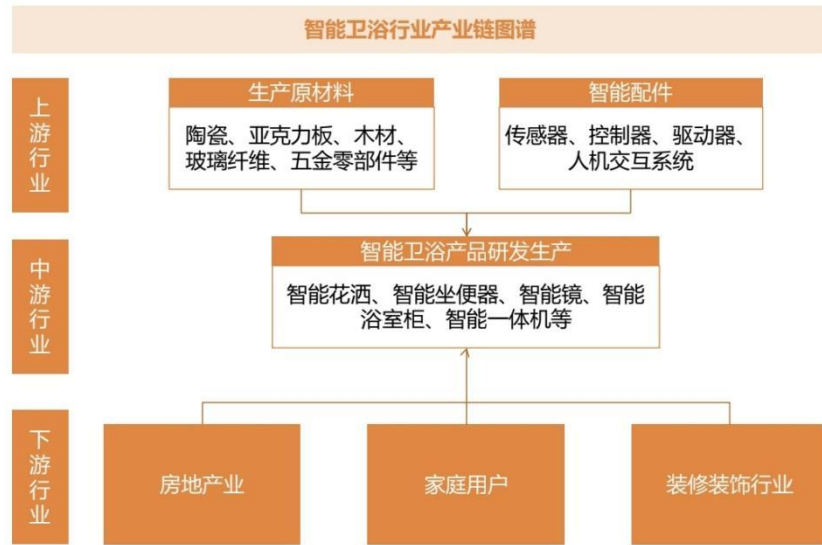 智能卫浴行业产业链图谱
上游行业
生产原材料
陶瓷、亚克力板、木材、
玻璃纤维、五金零部件等
智能配件
传感器、控制器、驱动器、
人机交互系统
中游行业
智能卫浴产品研发生产
智能花洒、智能坐便器、智能镜、智能
浴室柜、智能一体机等
下游行业
房地产业
家庭用户
装修装饰行业